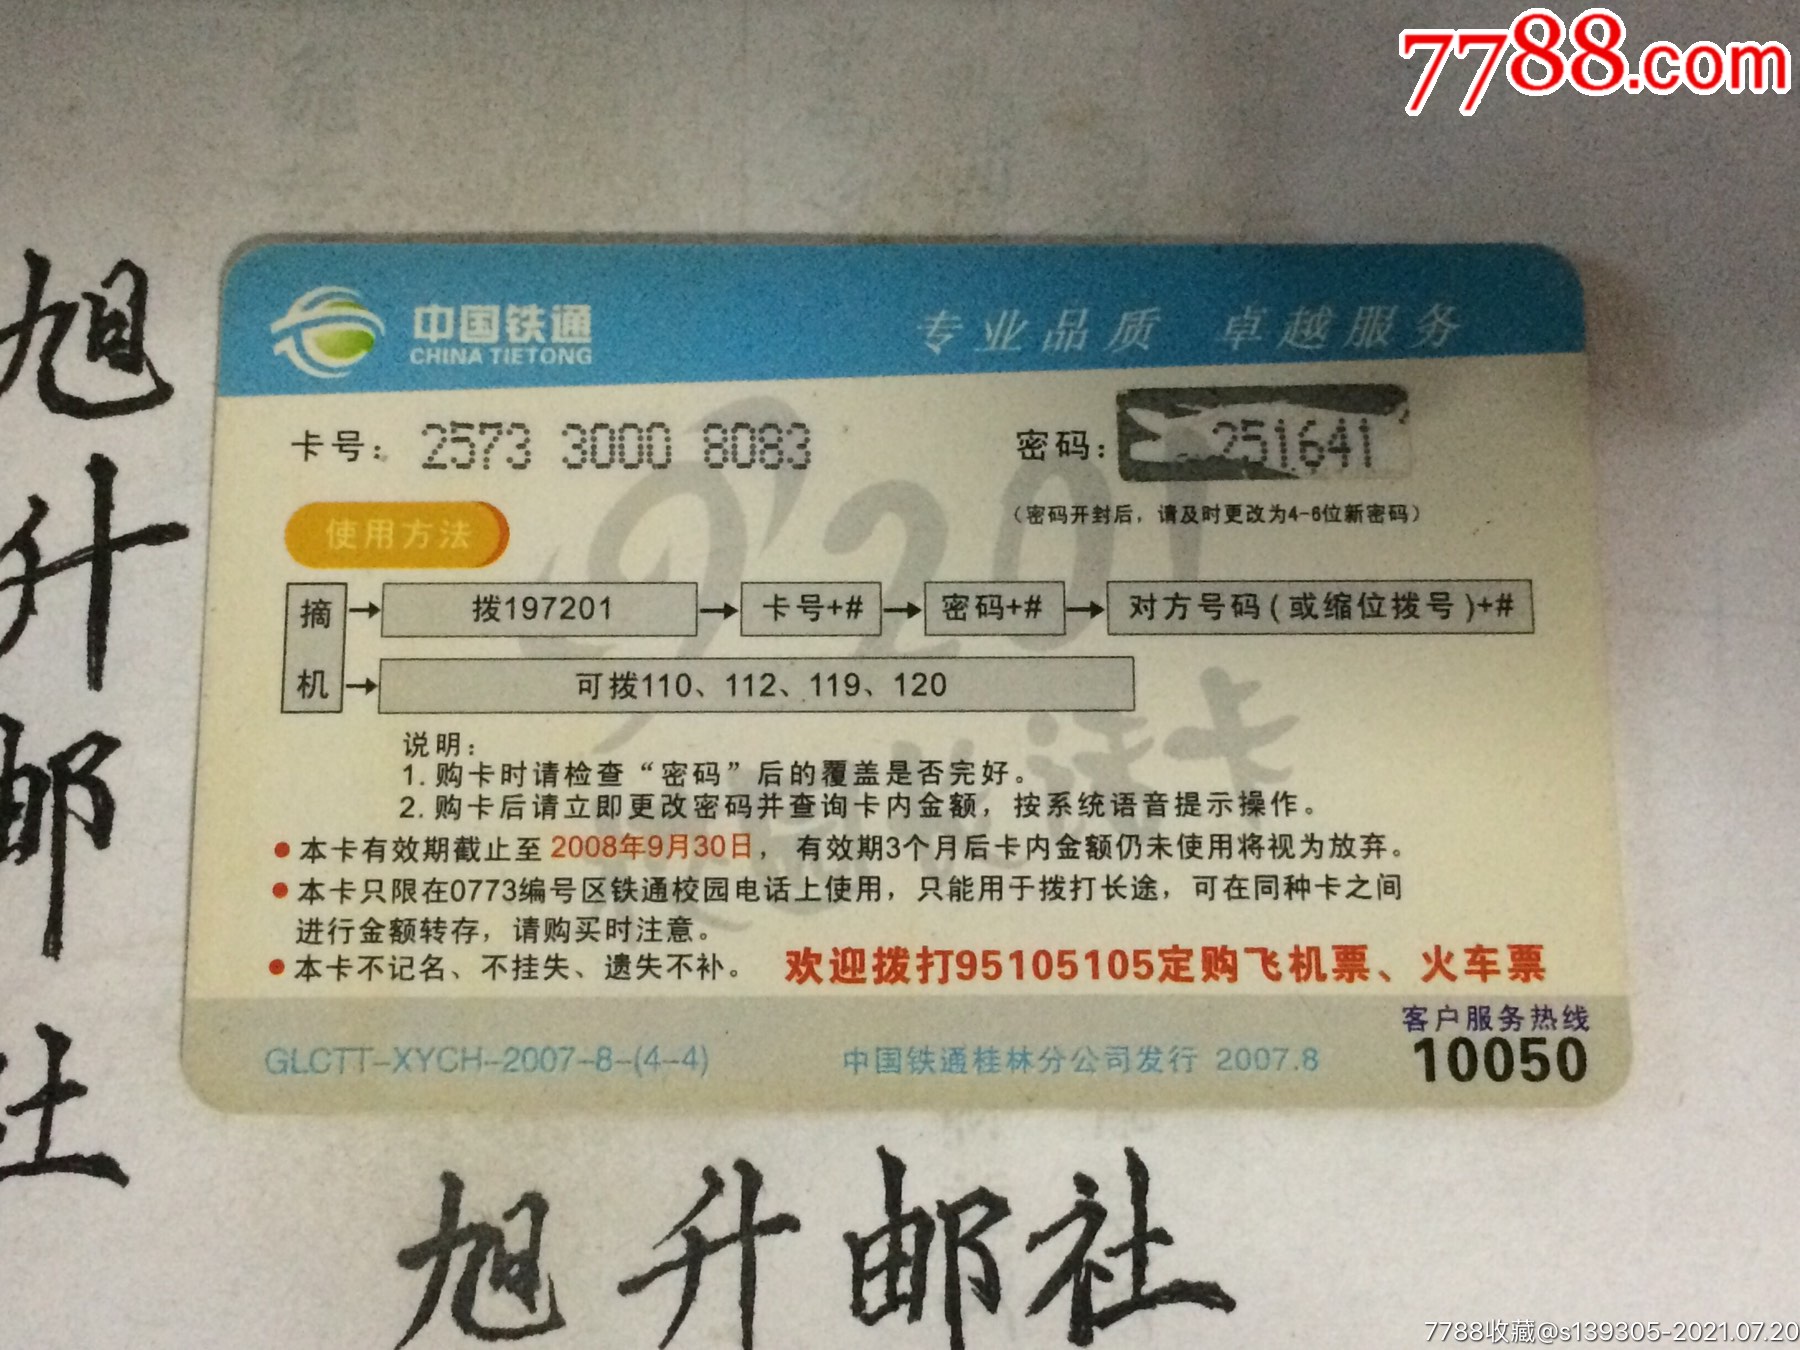 7788.com
中国铁通
CHINA TIETONG
专业品质 卓越服务
卡号: 2573 3000 8083
密码: 251641
(密码开封后，请及时更改为4-6位新密码)
使用方法
摘机
拨197201
卡号+#
密码+#
对方号码(或缩位拨号)+#
可拨110、112、119、120
说明:
1.购卡时请检查“密码”后的覆盖是否完好。
2.购卡后请立即更改密码并查询卡内金额，按系统语音提示操作。
●本卡有效期截止至2008年9月30日，有效期3个月后卡内金额仍未使用将视为放弃。
●本卡只限在0773编号区铁通校园电话上使用，只能用于拨打长途，可在同种卡之间
进行金额转存，请购买时注意。
●本卡不记名、不挂失、遗失不补。
欢迎拨打95105105定购飞机票、火车票
客户服务热线
10050
GLCTT-XYCH-2007-8-(4-4)
中国铁通桂林分公司发行 2007.8
旭升邮社
旭升邮社
7788收藏@s139305-2021.07.20